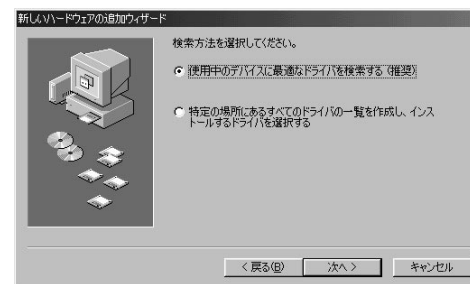 新しいハードウェアの追加ウィザード
検索方法を選択してください。
使用中のデバイスに最適なドライバを検索する (推奨)
特定の場所にあるすべてのドライバの一覧を作成し、インス
トールするドライバを選択する
< 戻る(B)
次へ >
キャンセル